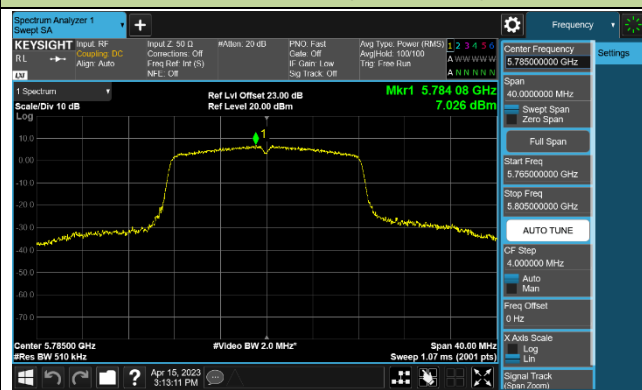 Spectrum Analyzer 1
Swept SA
Frequency
KEYSIGHT Input: RF Input Z: 50 Ω #Atten: 20 dB PNO: Fast Avg Type: Power (RMS) 1 2 3 4 5 6
RL Coupling: DC Corrections: Off Gate: Off Avg|Hold: 100/100 A W W W W W
Align: Auto Freq Ref: Int (S) IF Gain: Low Trig: Free Run
LXI NFE: Off Sig Track: Off A N N N N N
1 Spectrum
Scale/Div 10 dB
Ref Lvl Offset 23.00 dB
Ref Level 20.00 dBm
Mkr1 5.784 08 GHz
7.026 dBm
Log
1
10.0
0.00
-10.0
-20.0
-30.0
-40.0
-50.0
-60.0
-70.0
Center 5.78500 GHz #Video BW 2.0 MHz* Span 40.00 MHz
#Res BW 510 kHz Sweep 1.07 ms (2001 pts)
Center Frequency
5.785000000 GHz
Settings
Span
40.0000000 MHz
Swept Span
Zero Span
Full Span
Start Freq
5.765000000 GHz
Stop Freq
5.805000000 GHz
AUTO TUNE
CF Step
4.000000 MHz
Auto
Man
Freq Offset
0 Hz
X Axis Scale
Log
Lin
Signal Track
(Span Zoom)
Apr 15, 2023
3:13:11 PM